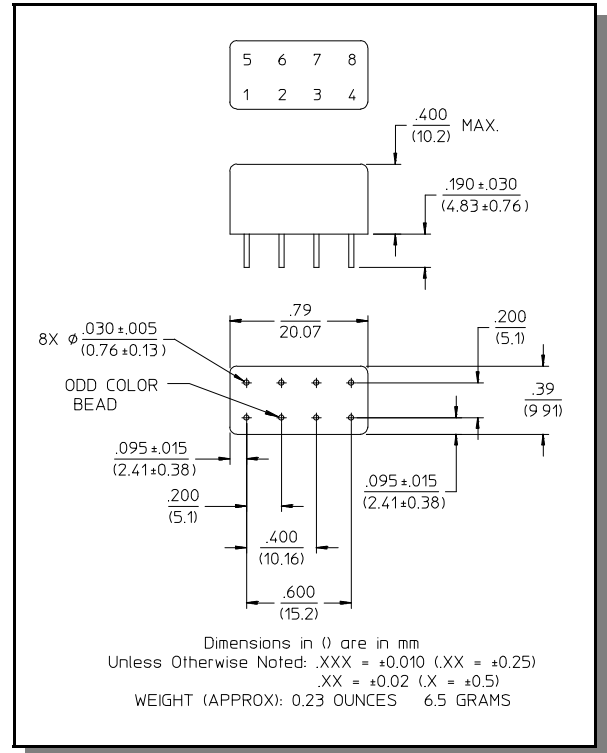 5 6 7 8
1 2 3 4
.400
(10.2)
MAX.
.190 ±.030
(4.83 ±0.76)
.79
20.07
8X ⌀ .030 ±.005
(0.76 ±0.13)
.200
(5.1)
ODD COLOR
BEAD
.39
(9 91)
.095 ±.015
(2.41±0.38)
.095 ±.015
(2.41±0.38)
.200
(5.1)
.400
(10.16)
.600
(15.2)
Dimensions in () are in mm
Unless Otherwise Noted: .XXX = ±0.010 (.XX = ±0.25)
.XX = ±0.02 (.X = ±0.5)
WEIGHT (APPROX): 0.23 OUNCES 6.5 GRAMS